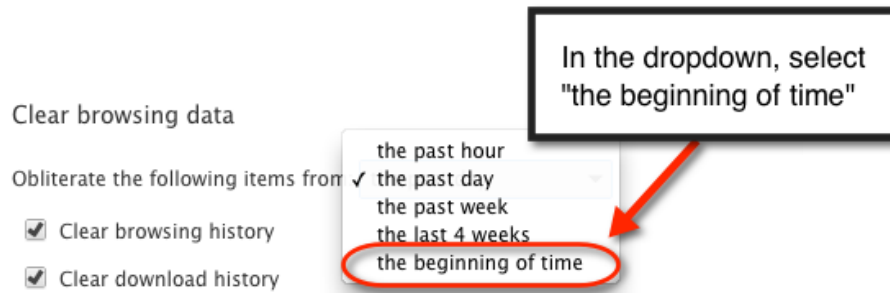 In the dropdown, select
"the beginning of time"
Clear browsing data
Obliterate the following items from
the past hour
✓ the past day
the past week
the last 4 weeks
the beginning of time
Clear browsing history
Clear download history